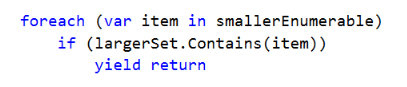 foreach (var item in smallerEnumerable)
    if (largerSet.Contains(item))
        yield return